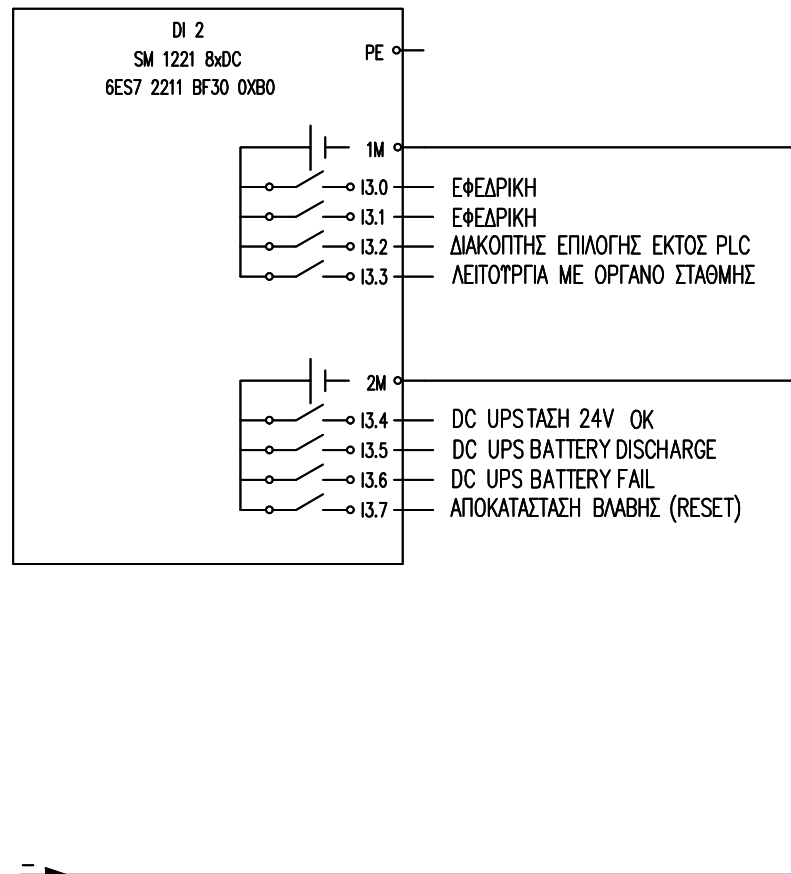 DI 2
SM 1221 8xDC
6ES7 2211 BF30 0XB0
PE
1M
I3.0 ΕΦΕΔΡΙΚΗ
I3.1 ΕΦΕΔΡΙΚΗ
I3.2 ΔΙΑΚΟΠΤΗΣ ΕΠΙΛΟΓΗΣ ΕΚΤΟΣ PLC
I3.3 ΛΕΙΤΟΥΡΓΙΑ ΜΕ ΟΡΓΑΝΟ ΣΤΑΘΜΗΣ
2M
I3.4 DC UPS ΤΑΣΗ 24V OK
I3.5 DC UPS BATTERY DISCHARGE
I3.6 DC UPS BATTERY FAIL
I3.7 ΑΠΟΚΑΤΑΣΤΑΣΗ ΒΛΑΒΗΣ (RESET)